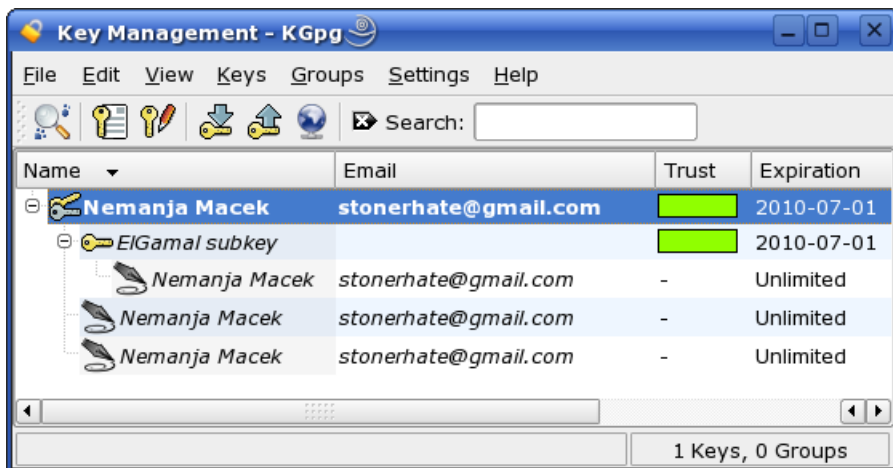 Key Management - KGpg
File Edit View Keys Groups Settings Help
Search:
Name Email Trust Expiration
Nemanja Macek stonerhate@gmail.com 2010-07-01
ElGamal subkey 2010-07-01
Nemanja Macek stonerhate@gmail.com - Unlimited
Nemanja Macek stonerhate@gmail.com - Unlimited
Nemanja Macek stonerhate@gmail.com - Unlimited
1 Keys, 0 Groups